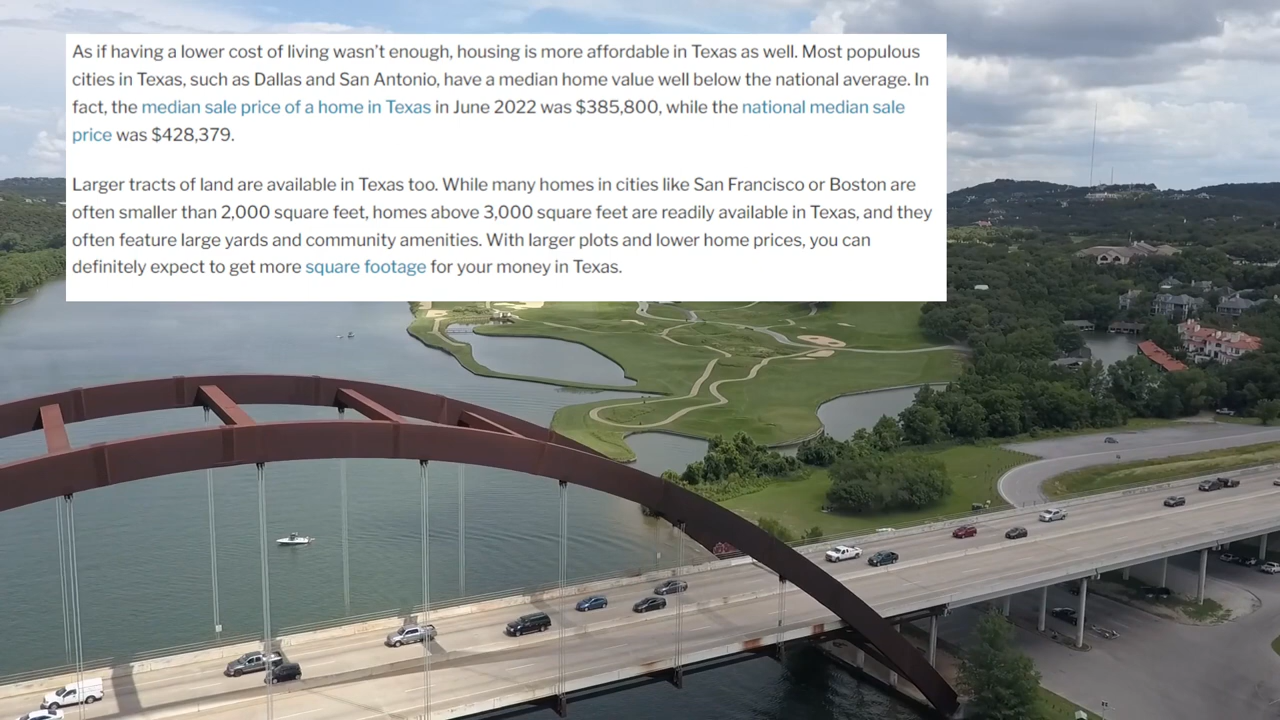 As if having a lower cost of living wasn’t enough, housing is more affordable in Texas as well. Most populous
cities in Texas, such as Dallas and San Antonio, have a median home value well below the national average. In
fact, the median sale price of a home in Texas in June 2022 was $385,800, while the national median sale
price was $428,379.
Larger tracts of land are available in Texas too. While many homes in cities like San Francisco or Boston are
often smaller than 2,000 square feet, homes above 3,000 square feet are readily available in Texas, and they
often feature large yards and community amenities. With larger plots and lower home prices, you can
definitely expect to get more square footage for your money in Texas.